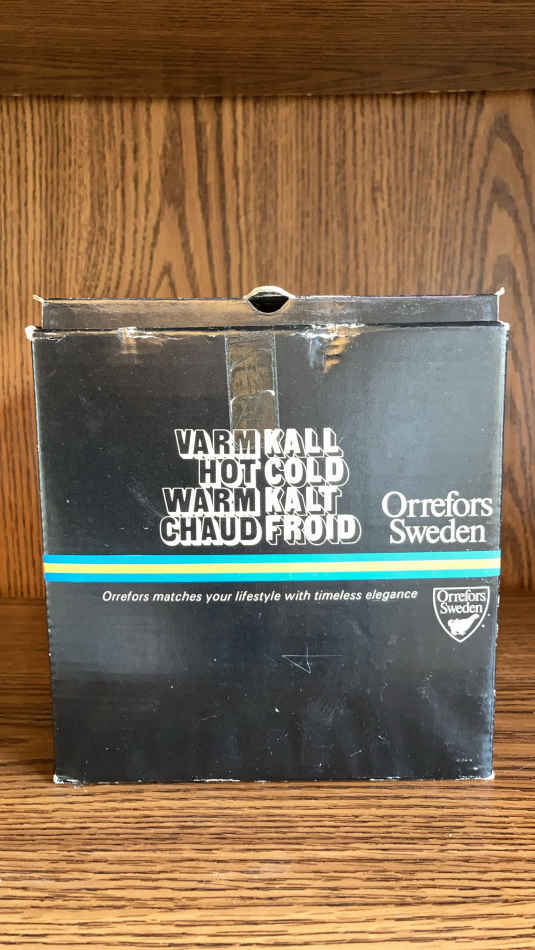 VARM KALL
HOT COLD
WARM KALT
CHAUD FROID
Orrefors
Sweden
Orrefors matches your lifestyle with timeless elegance
Orrefors
Sweden